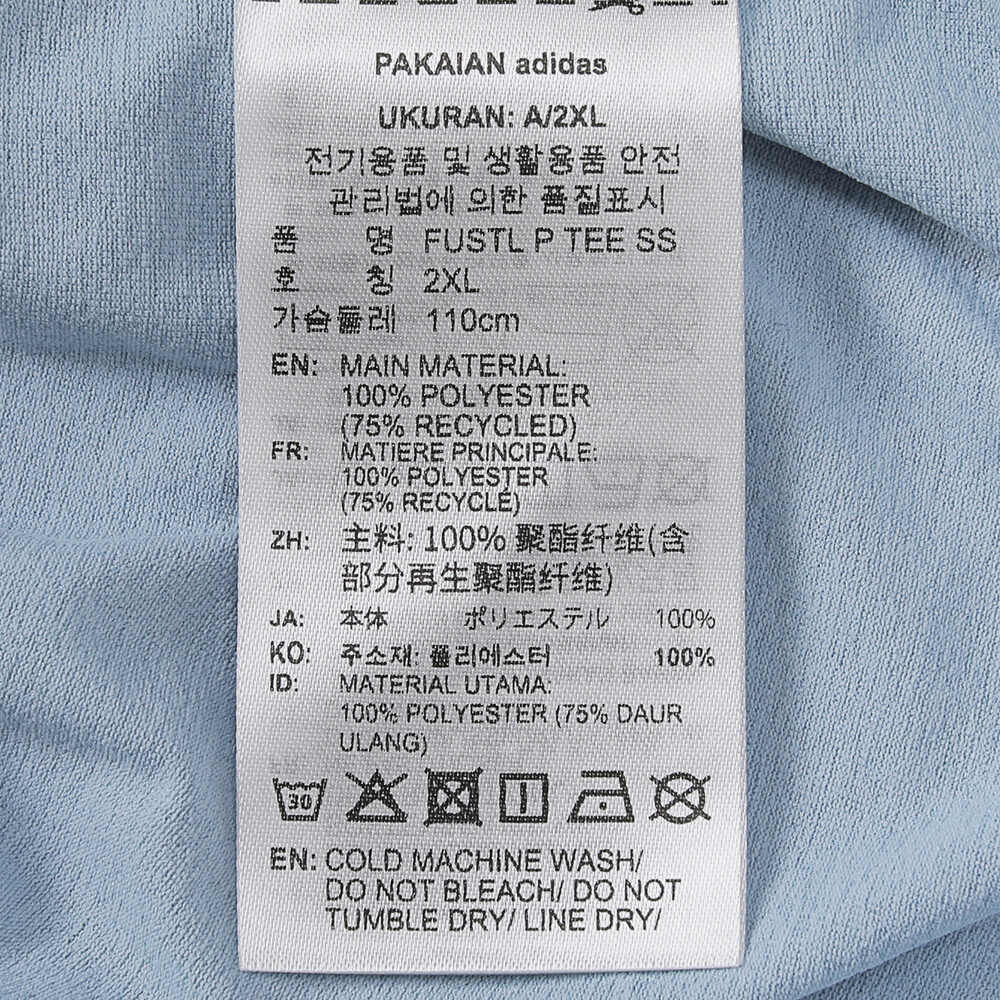 PAKAIAN adidas
UKURAN: A/2XL
전기용품 및 생활용품 안전
관리법에 의한 품질표시
품 명 FUSTL P TEE SS
호 칭 2XL
가슴둘레 110cm
EN: MAIN MATERIAL:
100% POLYESTER
(75% RECYCLED)
FR: MATIERE PRINCIPALE:
100% POLYESTER
(75% RECYCLÉ)
ZH: 主料: 100% 聚酯纤维(含
部分再生聚酯纤维)
JA: 本体 ポリエステル 100%
KO: 주소재: 폴리에스터 100%
ID: MATERIAL UTAMA:
100% POLYESTER (75% DAUR
ULANG)
30
EN: COLD MACHINE WASH/
DO NOT BLEACH/ DO NOT
TUMBLE DRY/ LINE DRY/